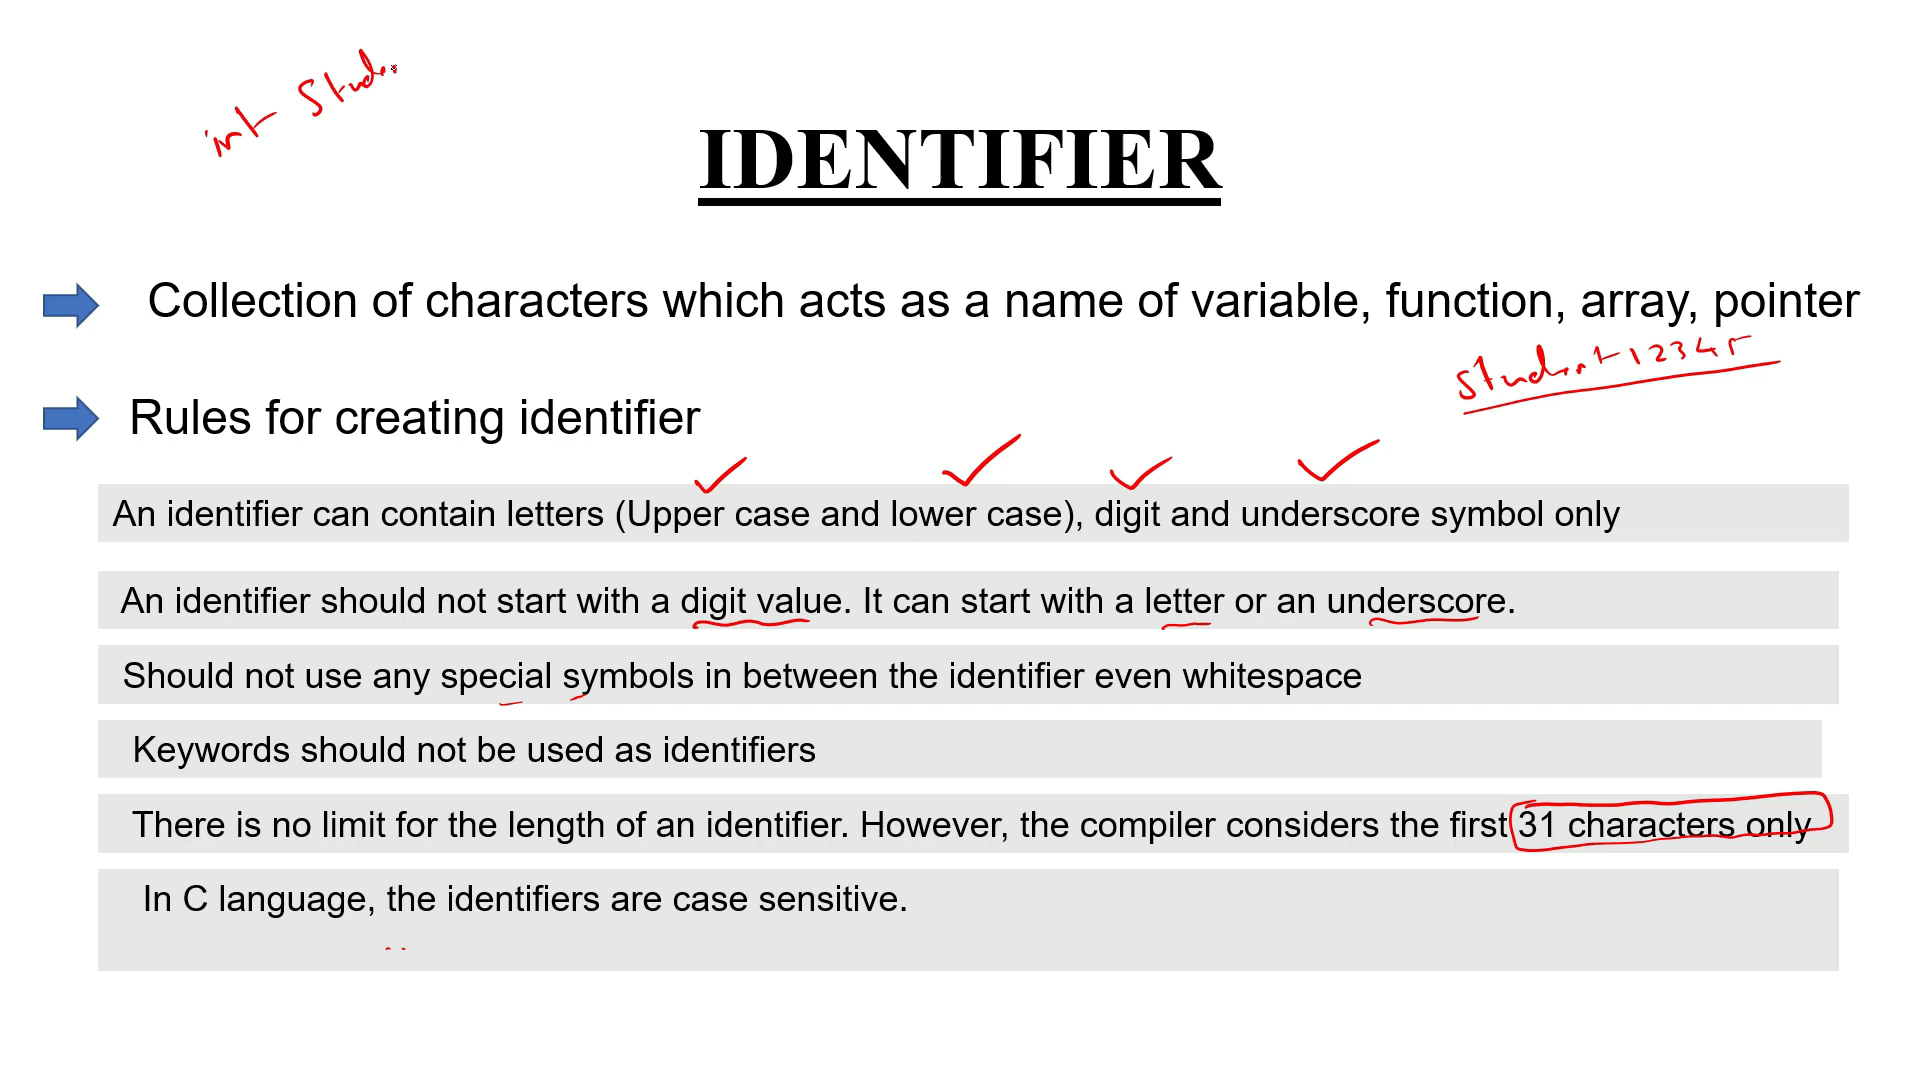 int Stude
IDENTIFIER
Collection of characters which acts as a name of variable, function, array, pointer
Student 12345
Rules for creating identifier
An identifier can contain letters (Upper case and lower case), digit and underscore symbol only
An identifier should not start with a digit value. It can start with a letter or an underscore.
Should not use any special symbols in between the identifier even whitespace
Keywords should not be used as identifiers
There is no limit for the length of an identifier. However, the compiler considers the first 31 characters only
In C language, the identifiers are case sensitive.